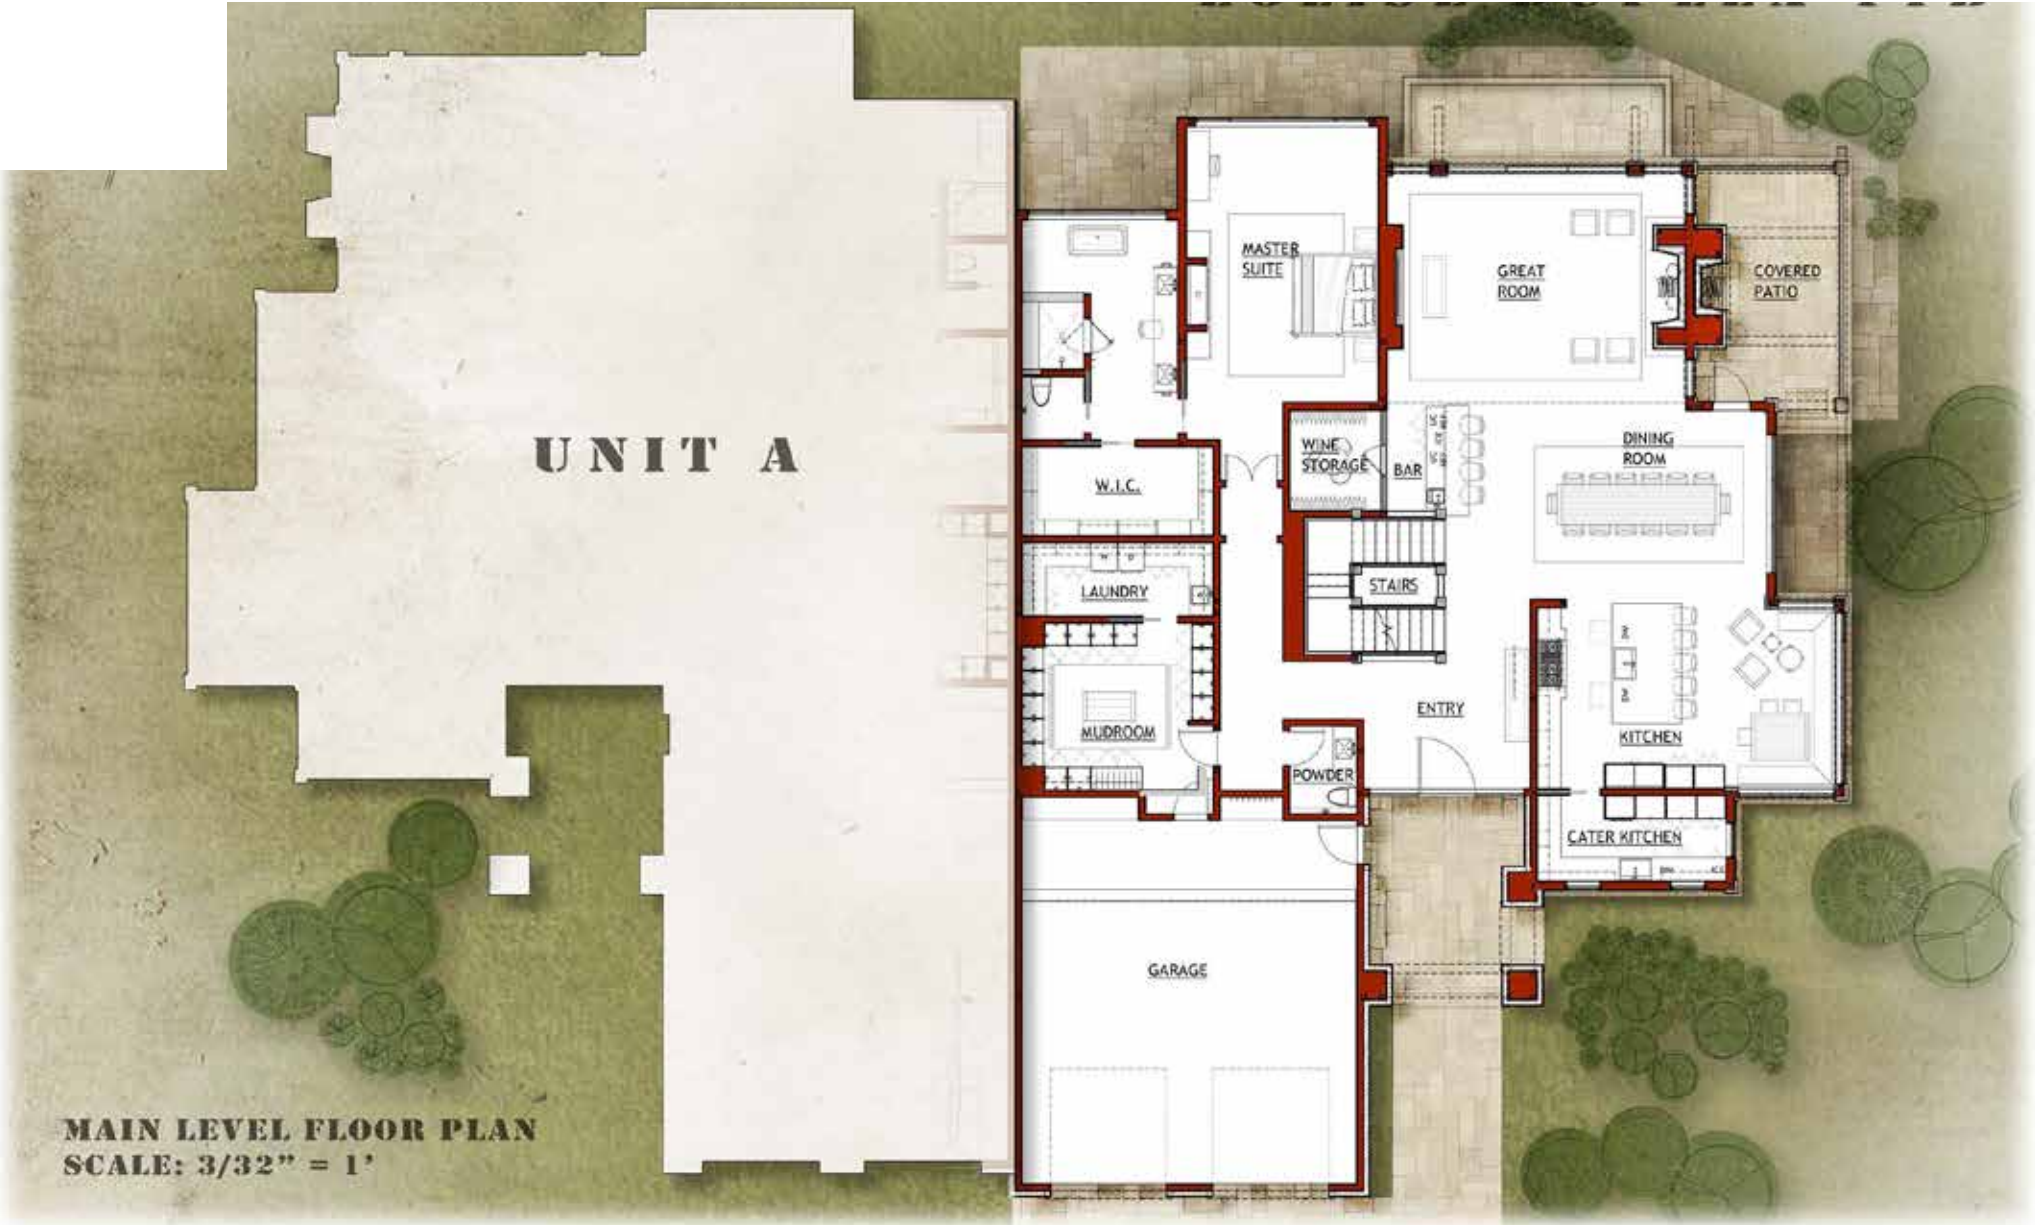 MASTER
SUITE
GREAT
ROOM
COVERED
PATIO
UNIT A
WINE
STORAGE
BAR
DINING
ROOM
W.I.C.
LAUNDRY
STAIRS
MUDROOM
ENTRY
KITCHEN
POWDER
CATER KITCHEN
GARAGE
MAIN LEVEL FLOOR PLAN
SCALE: 3/32" = 1'